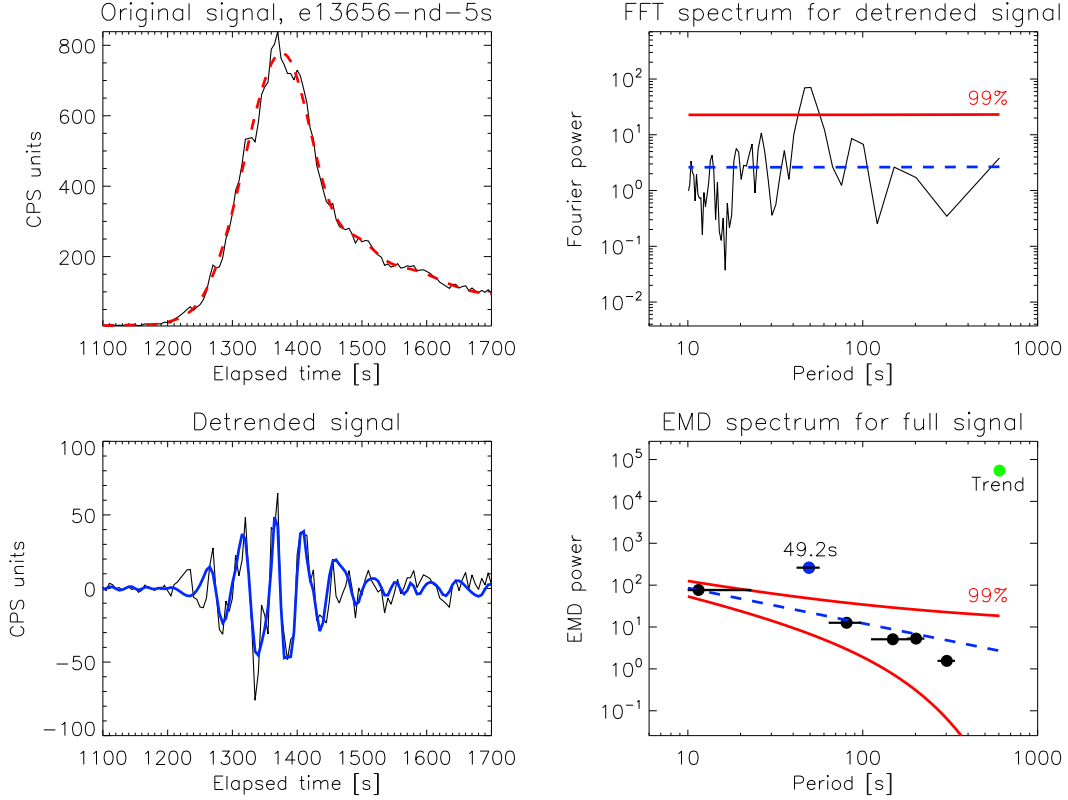 Original signal, e13656-nd-5s
CPS units
800
600
400
200
0
1100 1200 1300 1400 1500 1600 1700
Elapsed time [s]
FFT spectrum for detrended signal
Fourier power
10²
10¹
10⁰
10⁻¹
10⁻²
99%
10 100 1000
Period [s]
Detrended signal
CPS units
100
50
0
-50
-100
1100 1200 1300 1400 1500 1600 1700
Elapsed time [s]
EMD spectrum for full signal
EMD power
10⁵
10⁴
10³
10²
10¹
10⁰
10⁻¹
Trend
49.2s
99%
10 100 1000
Period [s]